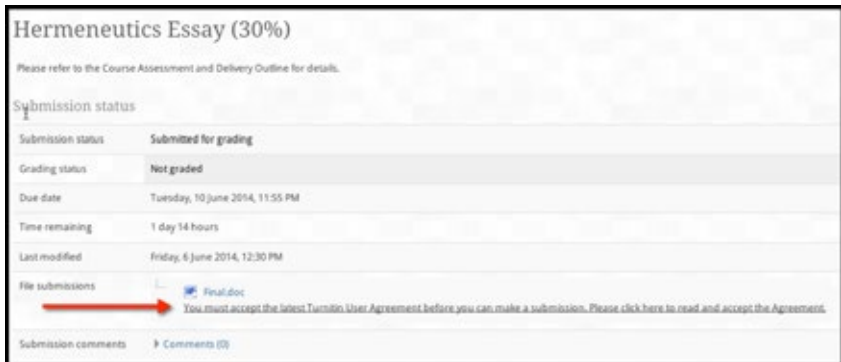 Hermeneutics Essay (30%)
Please refer to the Course Assessment and Delivery Outline for details.
Submission status
Submission status Submitted for grading
Grading status Not graded
Due date Tuesday, 10 June 2014, 11:55 PM
Time remaining 1 day 14 hours
Last modified Friday, 6 June 2014, 12:30 PM
File submissions Final.doc
You must accept the latest Turnitin User Agreement before you can make a submission. Please click here to read and accept the Agreement.
Submission comments Comments (0)